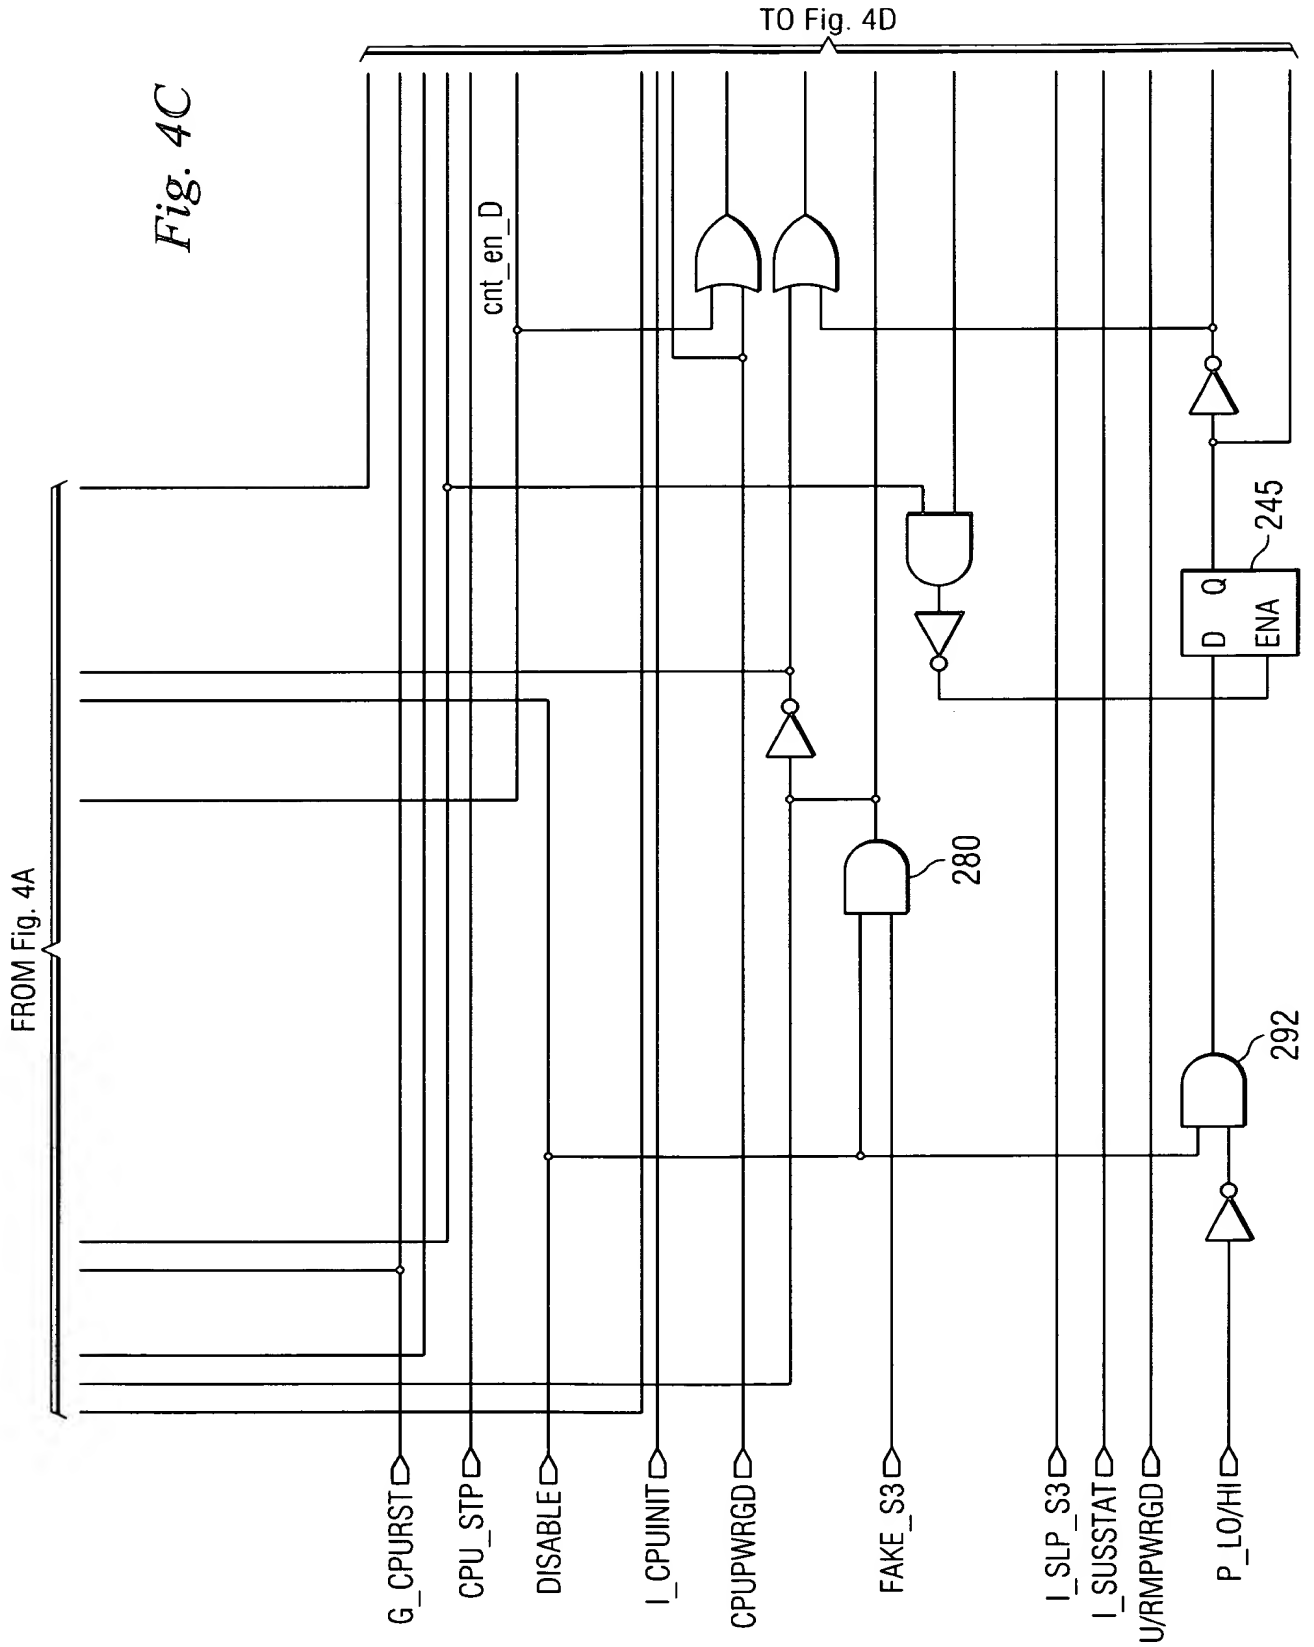 TO Fig. 4D
Fig. 4C
FROM Fig. 4A
cnt_en_D
G_CPURST
CPU_STP
DISABLE
I_CPUINIT
CPUPWRGD
FAKE_S3
280
I_SLP_S3
I_SUSSTAT
U/RMPWRGD
P_LO/HI
292
D Q
ENA
245